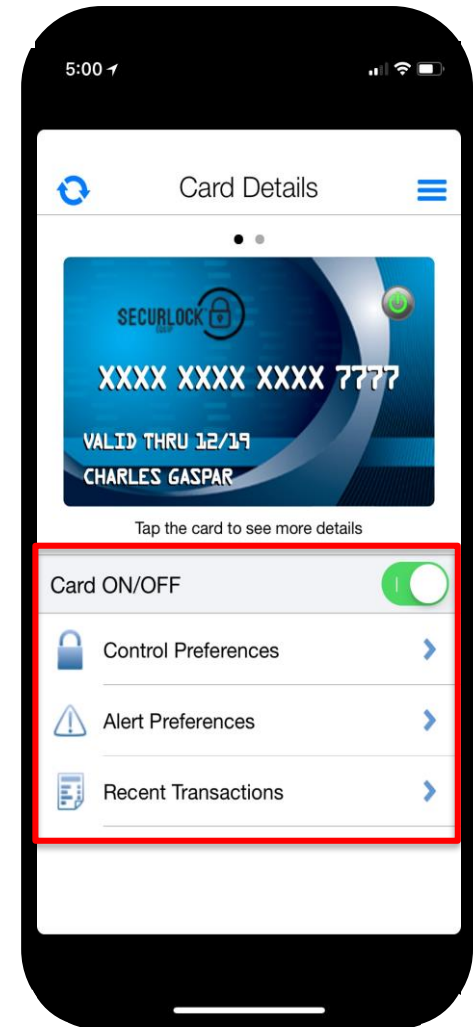 5:00
Card Details
SECURLOCK
EQUIP
XXXX XXXX XXXX 7777
VALID THRU 12/19
CHARLES GASPAR
Tap the card to see more details
Card ON/OFF
Control Preferences
Alert Preferences
Recent Transactions